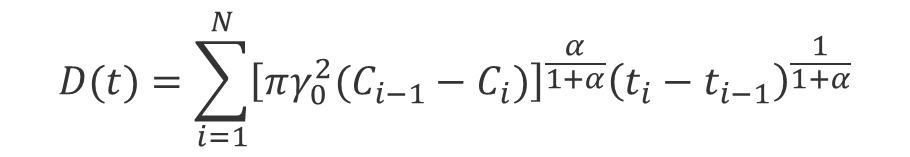 D(t) = \sum_{i=1}^{N} [\pi\gamma_0^2(C_{i-1} - C_i)]^{\frac{\alpha}{1+\alpha}}(t_i - t_{i-1})^{\frac{1}{1+\alpha}}